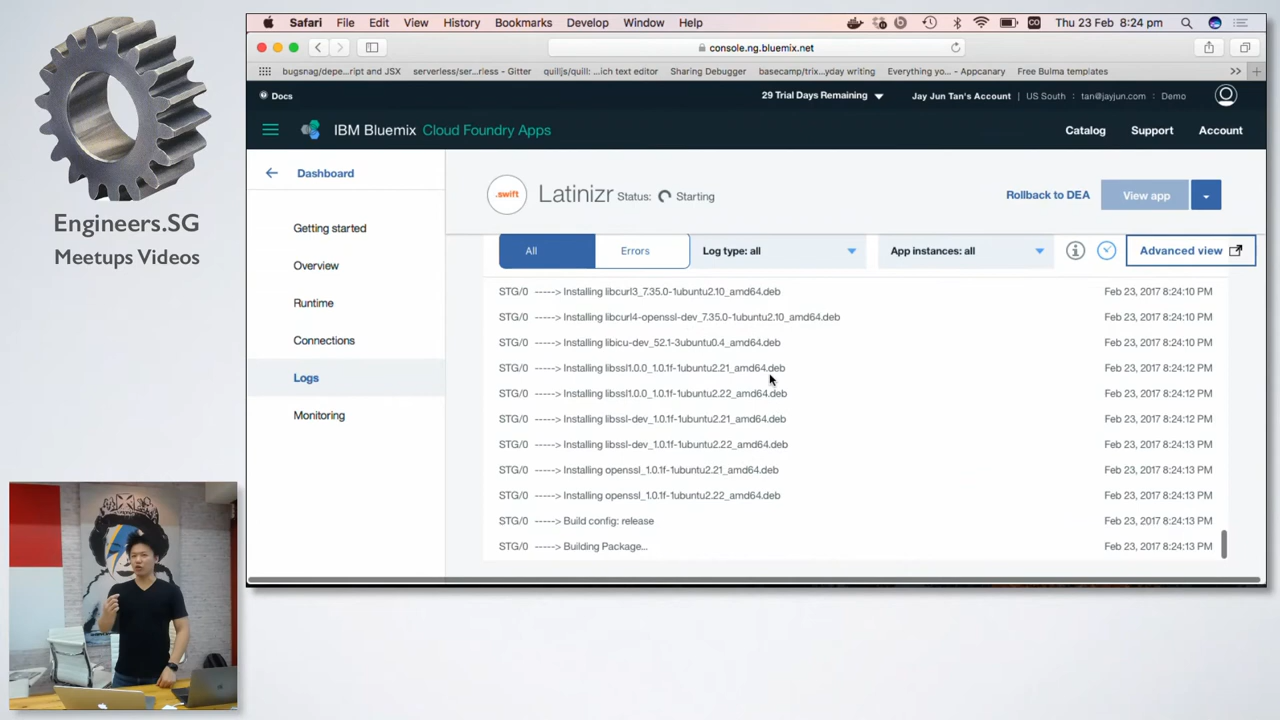 Engineers.SG
Meetups Videos
Safari File Edit View History Bookmarks Develop Window Help Thu 23 Feb 8:24 pm
console.ng.bluemix.net
bugsnag/depe...ript and JSX serverless/ser...rless - Gitter quilljs/quill: ...ich text editor Sharing Debugger basecamp/trix...yday writing Everything yo... - Appcanary Free Bulma templates
Docs 29 Trial Days Remaining Jay Jun Tan's Account | US South : tan@jayjun.com : Demo
IBM Bluemix Cloud Foundry Apps Catalog Support Account
Dashboard
Getting started
Overview
Runtime
Connections
Logs
Monitoring
.swift Latinizr Status: Starting Rollback to DEA View app
All Errors Log type: all App instances: all Advanced view
STG/0 -----> Installing libcurl3_7.35.0-1ubuntu2.10_amd64.deb Feb 23, 2017 8:24:10 PM
STG/0 -----> Installing libcurl4-openssl-dev_7.35.0-1ubuntu2.10_amd64.deb Feb 23, 2017 8:24:10 PM
STG/0 -----> Installing libicu-dev_52.1-3ubuntu0.4_amd64.deb Feb 23, 2017 8:24:10 PM
STG/0 -----> Installing libssl1.0.0_1.0.1f-1ubuntu2.21_amd64.deb Feb 23, 2017 8:24:12 PM
STG/0 -----> Installing libssl1.0.0_1.0.1f-1ubuntu2.22_amd64.deb Feb 23, 2017 8:24:12 PM
STG/0 -----> Installing libssl-dev_1.0.1f-1ubuntu2.21_amd64.deb Feb 23, 2017 8:24:12 PM
STG/0 -----> Installing libssl-dev_1.0.1f-1ubuntu2.22_amd64.deb Feb 23, 2017 8:24:13 PM
STG/0 -----> Installing openssl_1.0.1f-1ubuntu2.21_amd64.deb Feb 23, 2017 8:24:13 PM
STG/0 -----> Installing openssl_1.0.1f-1ubuntu2.22_amd64.deb Feb 23, 2017 8:24:13 PM
STG/0 -----> Build config: release Feb 23, 2017 8:24:13 PM
STG/0 -----> Building Package... Feb 23, 2017 8:24:13 PM